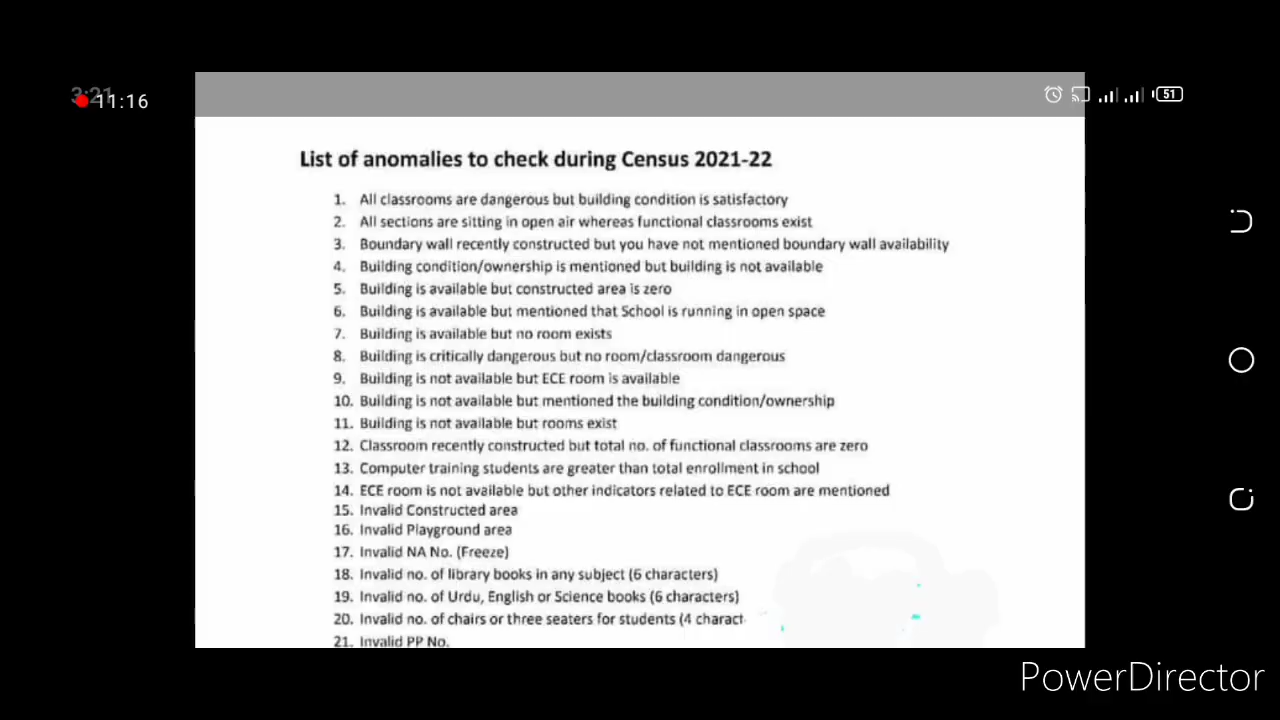 11:16
51
List of anomalies to check during Census 2021-22
1. All classrooms are dangerous but building condition is satisfactory
2. All sections are sitting in open air whereas functional classrooms exist
3. Boundary wall recently constructed but you have not mentioned boundary wall availability
4. Building condition/ownership is mentioned but building is not available
5. Building is available but constructed area is zero
6. Building is available but mentioned that School is running in open space
7. Building is available but no room exists
8. Building is critically dangerous but no room/classroom dangerous
9. Building is not available but ECE room is available
10. Building is not available but mentioned the building condition/ownership
11. Building is not available but rooms exist
12. Classroom recently constructed but total no. of functional classrooms are zero
13. Computer training students are greater than total enrollment in school
14. ECE room is not available but other indicators related to ECE room are mentioned
15. Invalid Constructed area
16. Invalid Playground area
17. Invalid NA No. (Freeze)
18. Invalid no. of library books in any subject (6 characters)
19. Invalid no. of Urdu, English or Science books (6 characters)
20. Invalid no. of chairs or three seaters for students (4 charact
21. Invalid PP No.
PowerDirector